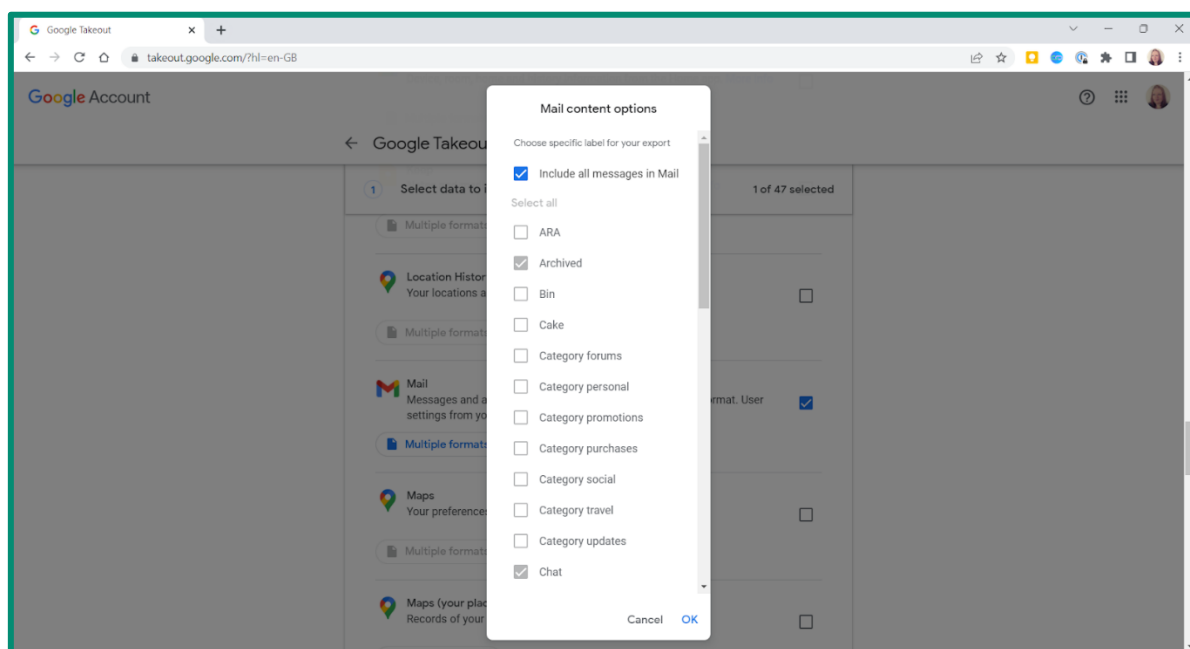 Google Takeout
takeout.google.com/?hl=en-GB
Google Account
Mail content options
Google Takeou
Choose specific label for your export
Include all messages in Mail
1 Select data to i
1 of 47 selected
Select all
Multiple formats
ARA
Archived
Location Histor
Your locations a
Bin
Cake
Multiple formats
Category forums
Mail
Category personal
Messages and a
ormat. User
settings from yo
Category promotions
Multiple formats
Category purchases
Category social
Maps
Your preferences
Category travel
Category updates
Multiple formats
Chat
Maps (your plac
Records of your
Cancel OK